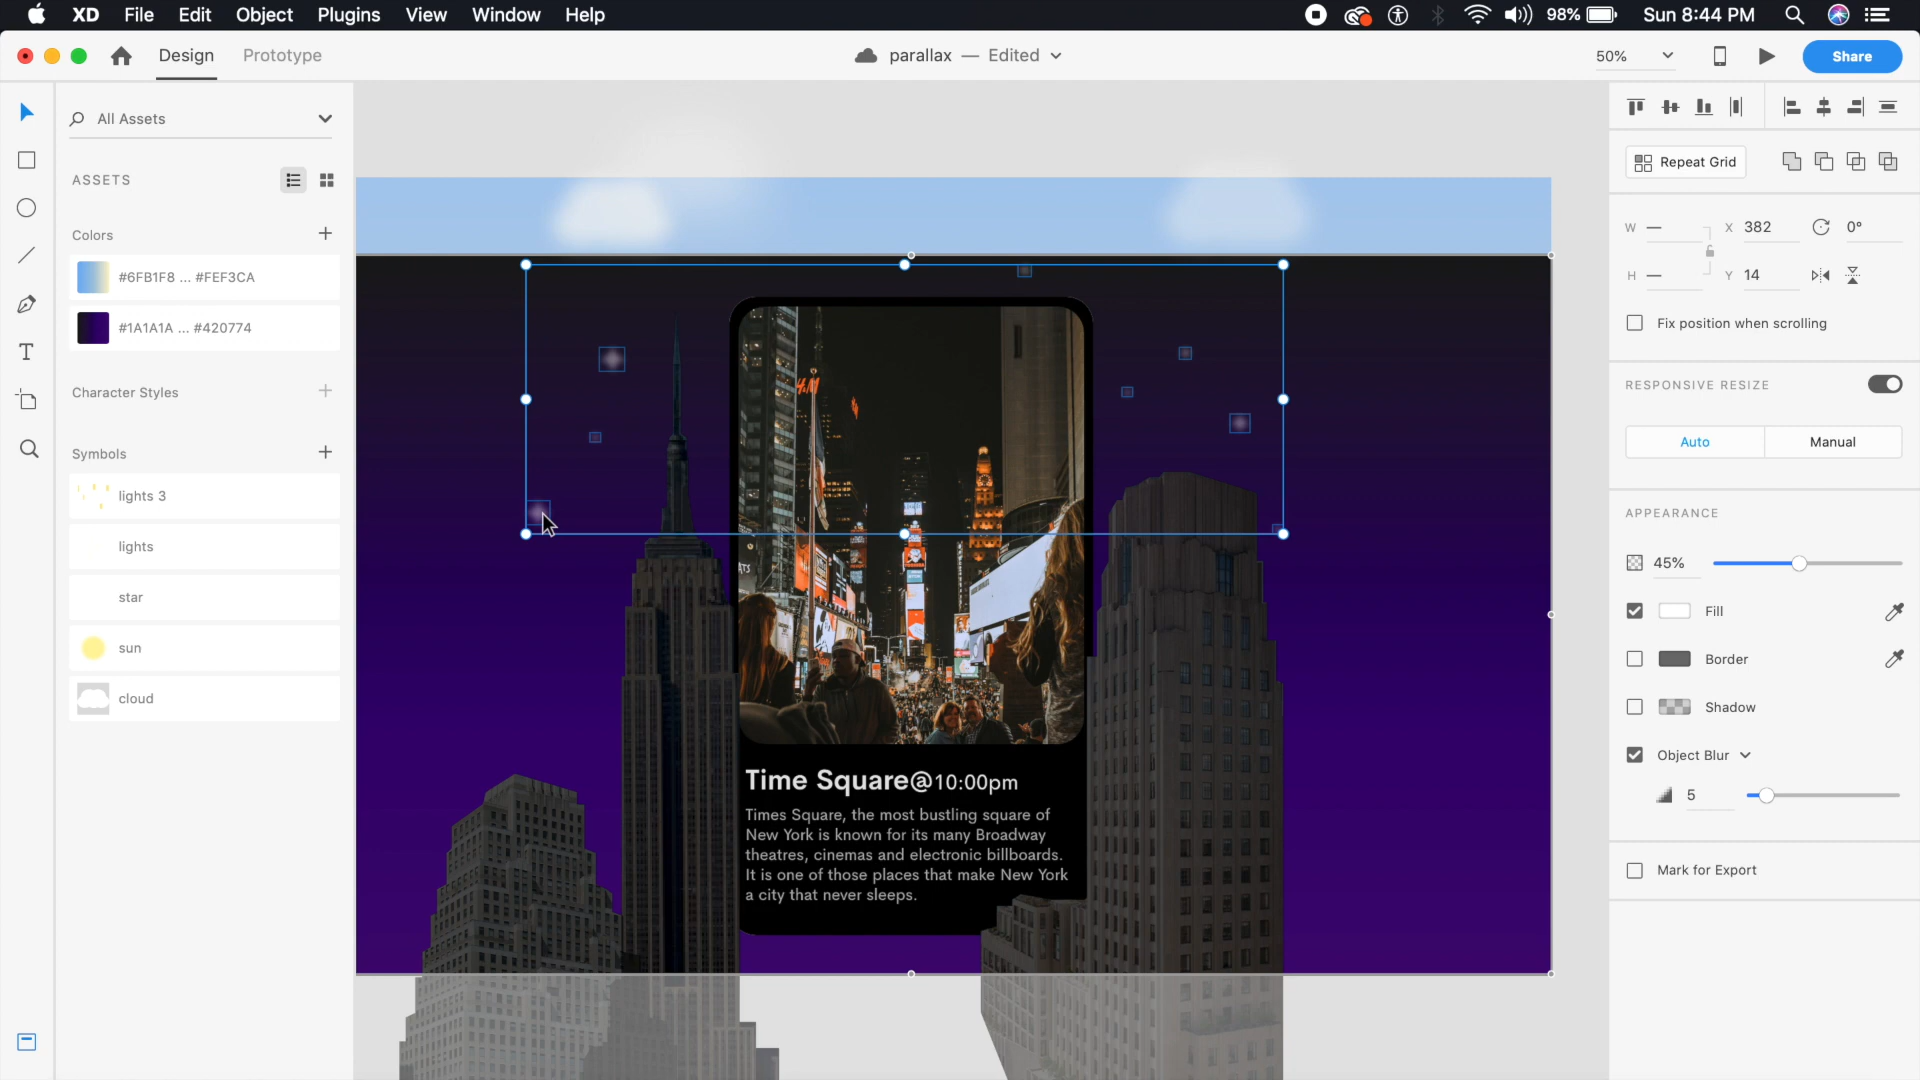 XD File Edit Object Plugins View Window Help
98% Sun 8:44 PM
Design Prototype
parallax — Edited
50%
Share
All Assets
ASSETS
Colors
#6FB1F8 ... #FEF3CA
#1A1A1A ... #420774
Character Styles
Symbols
lights 3
lights
star
sun
cloud
H&M
Time Square@10:00pm
Times Square, the most bustling square of
New York is known for its many Broadway
theatres, cinemas and electronic billboards.
It is one of those places that make New York
a city that never sleeps.
Repeat Grid
W — X 382 0°
H — Y 14
Fix position when scrolling
RESPONSIVE RESIZE
Auto Manual
APPEARANCE
45%
Fill
Border
Shadow
Object Blur
5
Mark for Export